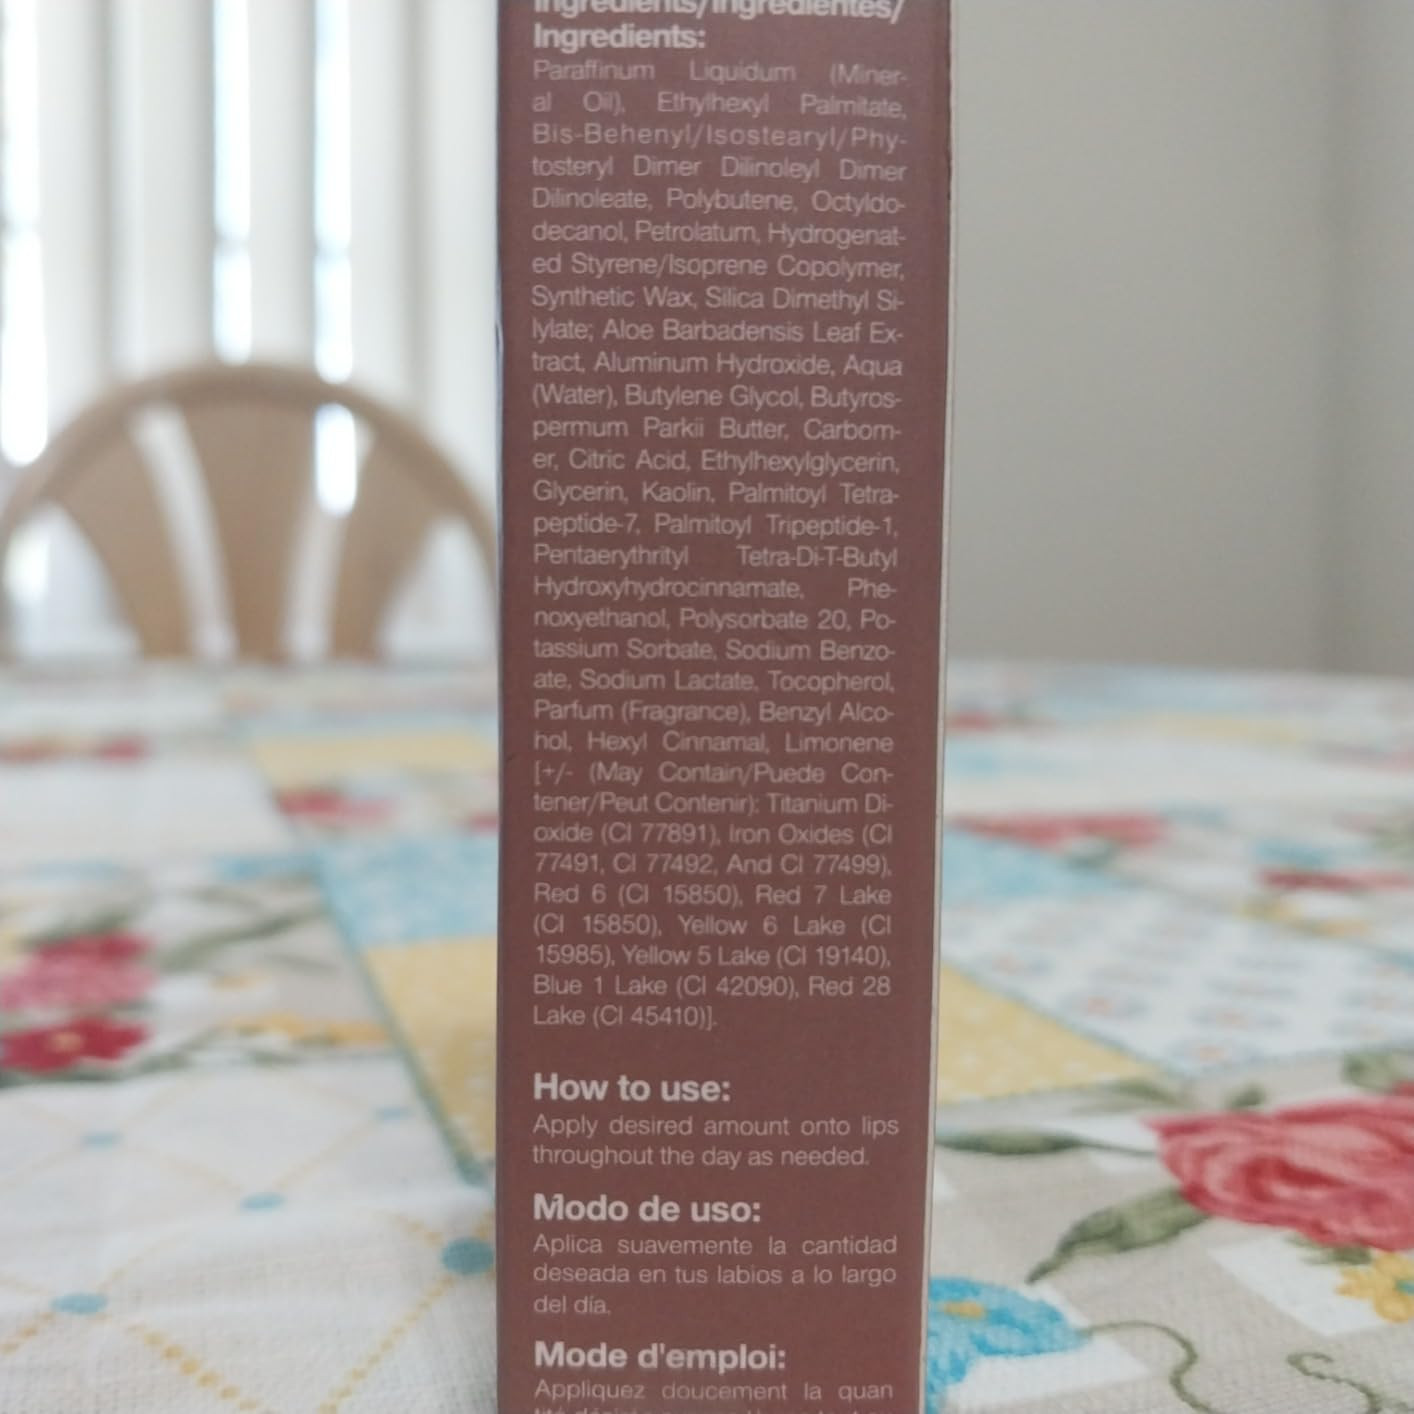 Ingredients/Ingredientes/
Ingredients:
Paraffinum Liquidum (Miner-
al Oil), Ethylhexyl Palmitate,
Bis-Behenyl/Isostearyl/Phy-
tosteryl Dimer Dilinoleyl Dimer
Dilinoleate, Polybutene, Octyldo-
decanol, Petrolatum, Hydrogenat-
ed Styrene/Isoprene Copolymer,
Synthetic Wax, Silica Dimethyl Si-
lylate; Aloe Barbadensis Leaf Ex-
tract, Aluminum Hydroxide, Aqua
(Water), Butylene Glycol, Butyros-
permum Parkii Butter, Carbom-
er, Citric Acid, Ethylhexylglycerin,
Glycerin, Kaolin, Palmitoyl Tetra-
peptide-7, Palmitoyl Tripeptide-1,
Pentaerythrityl Tetra-Di-T-Butyl
Hydroxyhydrocinnamate, Phe-
noxyethanol, Polysorbate 20, Po-
tassium Sorbate, Sodium Benzo-
ate, Sodium Lactate, Tocopherol,
Parfum (Fragrance), Benzyl Alco-
hol, Hexyl Cinnamal, Limonene
[+/- (May Contain/Puede Con-
tener/Peut Contenir): Titanium Di-
oxide (CI 77891), Iron Oxides (CI
77491, CI 77492, And CI 77499),
Red 6 (CI 15850), Red 7 Lake
(CI 15850), Yellow 6 Lake (CI
15985), Yellow 5 Lake (CI 19140),
Blue 1 Lake (CI 42090), Red 28
Lake (CI 45410)].
How to use:
Apply desired amount onto lips
throughout the day as needed.
Modo de uso:
Aplica suavemente la cantidad
deseada en tus labios a lo largo
del día.
Mode d'emploi:
Appliquez doucement la quan